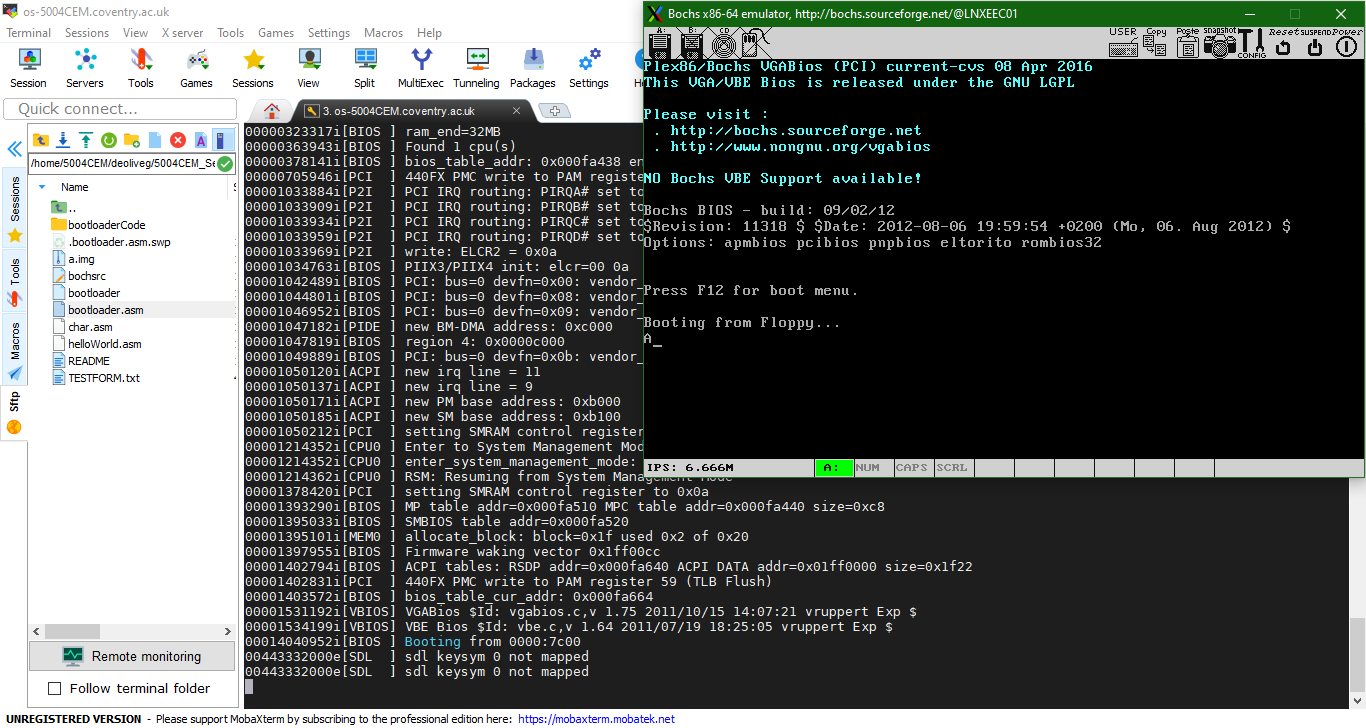 os-5004CEM.coventry.ac.uk
Terminal Sessions View X server Tools Games Settings Macros Help
Session Servers Tools Games Sessions View Split MultiExec Tunneling Packages Settings
Quick connect...
3. os-5004CEM.coventry.ac.uk
/home/5004CEM/deoliveg/5004CEM_Se
Name
..
bootloaderCode
.bootloader.asm.swp
a.img
bochsrc
bootloader
bootloader.asm
char.asm
helloWorld.asm
README
TESTFORM.txt
Sessions
Tools
Macros
Sftp
Remote monitoring
Follow terminal folder
00000323317i[BIOS ] ram_end=32MB
00000363943i[BIOS ] Found 1 cpu(s)
00000378141i[BIOS ] bios_table_addr: 0x000fa438 en
00000705946i[PCI  ] 440FX PMC write to PAM registe
00001033884i[P2I  ] PCI IRQ routing: PIRQA# set to
00001033909i[P2I  ] PCI IRQ routing: PIRQB# set to
00001033934i[P2I  ] PCI IRQ routing: PIRQC# set to
00001033959i[P2I  ] PCI IRQ routing: PIRQD# set to
00001033969i[P2I  ] write: ELCR2 = 0x0a
00001034763i[BIOS ] PIIX3/PIIX4 init: elcr=00 0a
00001042489i[BIOS ] PCI: bus=0 devfn=0x00: vendor_
00001044801i[BIOS ] PCI: bus=0 devfn=0x08: vendor_
00001046952i[BIOS ] PCI: bus=0 devfn=0x09: vendor_
00001047182i[PIDE ] new BM-DMA address: 0xc000
00001047819i[BIOS ] region 4: 0x0000c000
00001049889i[BIOS ] PCI: bus=0 devfn=0x0b: vendor_
00001050120i[ACPI ] new irq line = 11
00001050137i[ACPI ] new irq line = 9
00001050171i[ACPI ] new PM base address: 0xb000
00001050185i[ACPI ] new SM base address: 0xb100
00001050212i[PCI  ] setting SMRAM control register
00001214352i[CPU0 ] Enter to System Management Mod
00001214352i[CPU0 ] enter_system_management_mode:
00001214362i[CPU0 ] RSM: Resuming from System Management Mode
00001378420i[PCI  ] setting SMRAM control register to 0x0a
00001393290i[BIOS ] MP table addr=0x000fa510 MPC table addr=0x000fa440 size=0xc8
00001395033i[BIOS ] SMBIOS table addr=0x000fa520
00001395101i[MEM0 ] allocate_block: block=0x1f used 0x2 of 0x20
00001397955i[BIOS ] Firmware waking vector 0x1ff00cc
00001402794i[BIOS ] ACPI tables: RSDP addr=0x000fa640 ACPI DATA addr=0x01ff0000 size=0x1f22
00001402831i[PCI  ] 440FX PMC write to PAM register 59 (TLB Flush)
00001403572i[BIOS ] bios_table_cur_addr: 0x000fa664
00001531192i[VBIOS] VGABios $Id: vgabios.c,v 1.75 2011/10/15 14:07:21 vruppert Exp $
00001534199i[VBIOS] VBE Bios $Id: vbe.c,v 1.64 2011/07/19 18:25:05 vruppert Exp $
00014040952i[BIOS ] Booting from 0000:7c00
00443332000e[SDL  ] sdl keysym 0 not mapped
00443332000e[SDL  ] sdl keysym 0 not mapped
Bochs x86-64 emulator, http://bochs.sourceforge.net/@LNXEEC01
A: B: CD USER Copy Paste snapshot CONFIG Reset SUSPEND Power
Plex86/Bochs VGABios (PCI) current-cvs 08 Apr 2016
This VGA/VBE Bios is released under the GNU LGPL
Please visit :
. http://bochs.sourceforge.net
. http://www.nongnu.org/vgabios
NO Bochs VBE Support available!
Bochs BIOS - build: 09/02/12
$Revision: 11318 $ $Date: 2012-08-06 19:59:54 +0200 (Mo, 06. Aug 2012) $
Options: apmbios pcibios pnpbios eltorito rombios32
Press F12 for boot menu.
Booting from Floppy...
A_
IPS: 6.666M A: NUM CAPS SCRL
UNREGISTERED VERSION - Please support MobaXterm by subscribing to the professional edition here: https://mobaxterm.mobatek.net